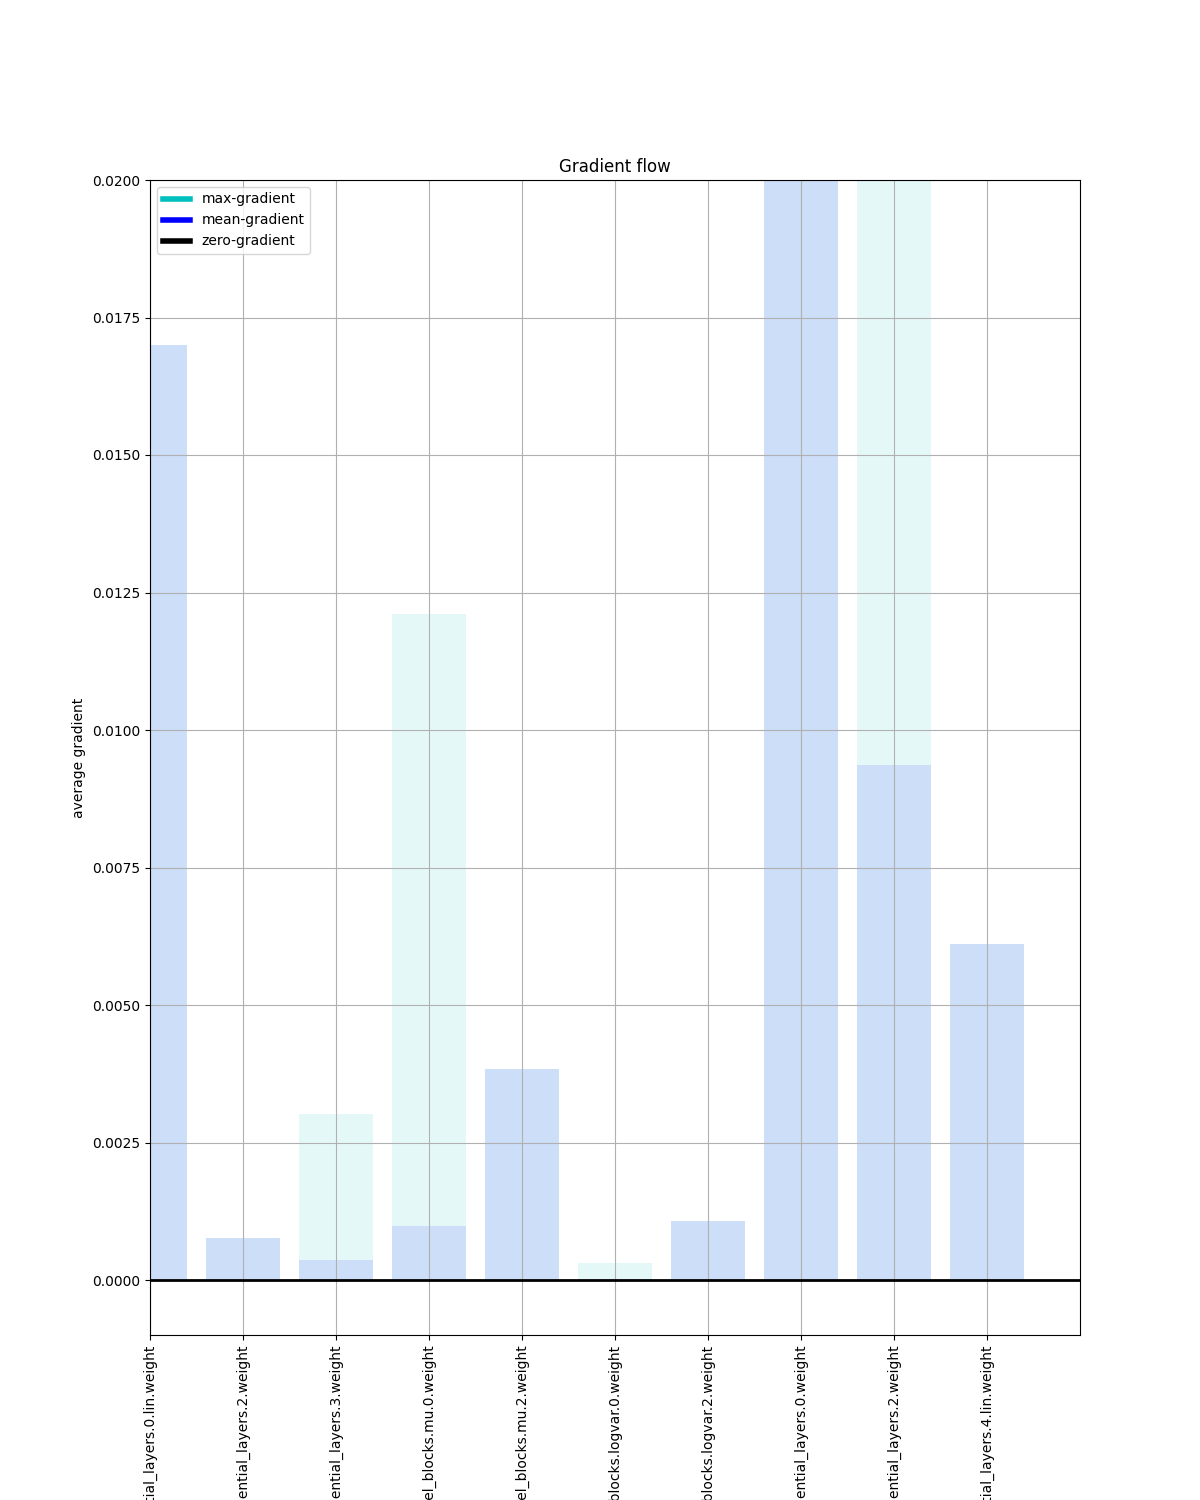 Gradient flow
max-gradient
mean-gradient
zero-gradient
0.0200
0.0175
0.0150
0.0125
0.0100
0.0075
0.0050
0.0025
0.0000
average gradient
tial_layers.0.lin.weight
ential_layers.2.weight
ential_layers.3.weight
el_blocks.mu.0.weight
el_blocks.mu.2.weight
blocks.logvar.0.weight
blocks.logvar.2.weight
ential_layers.0.weight
ential_layers.2.weight
tial_layers.4.lin.weight